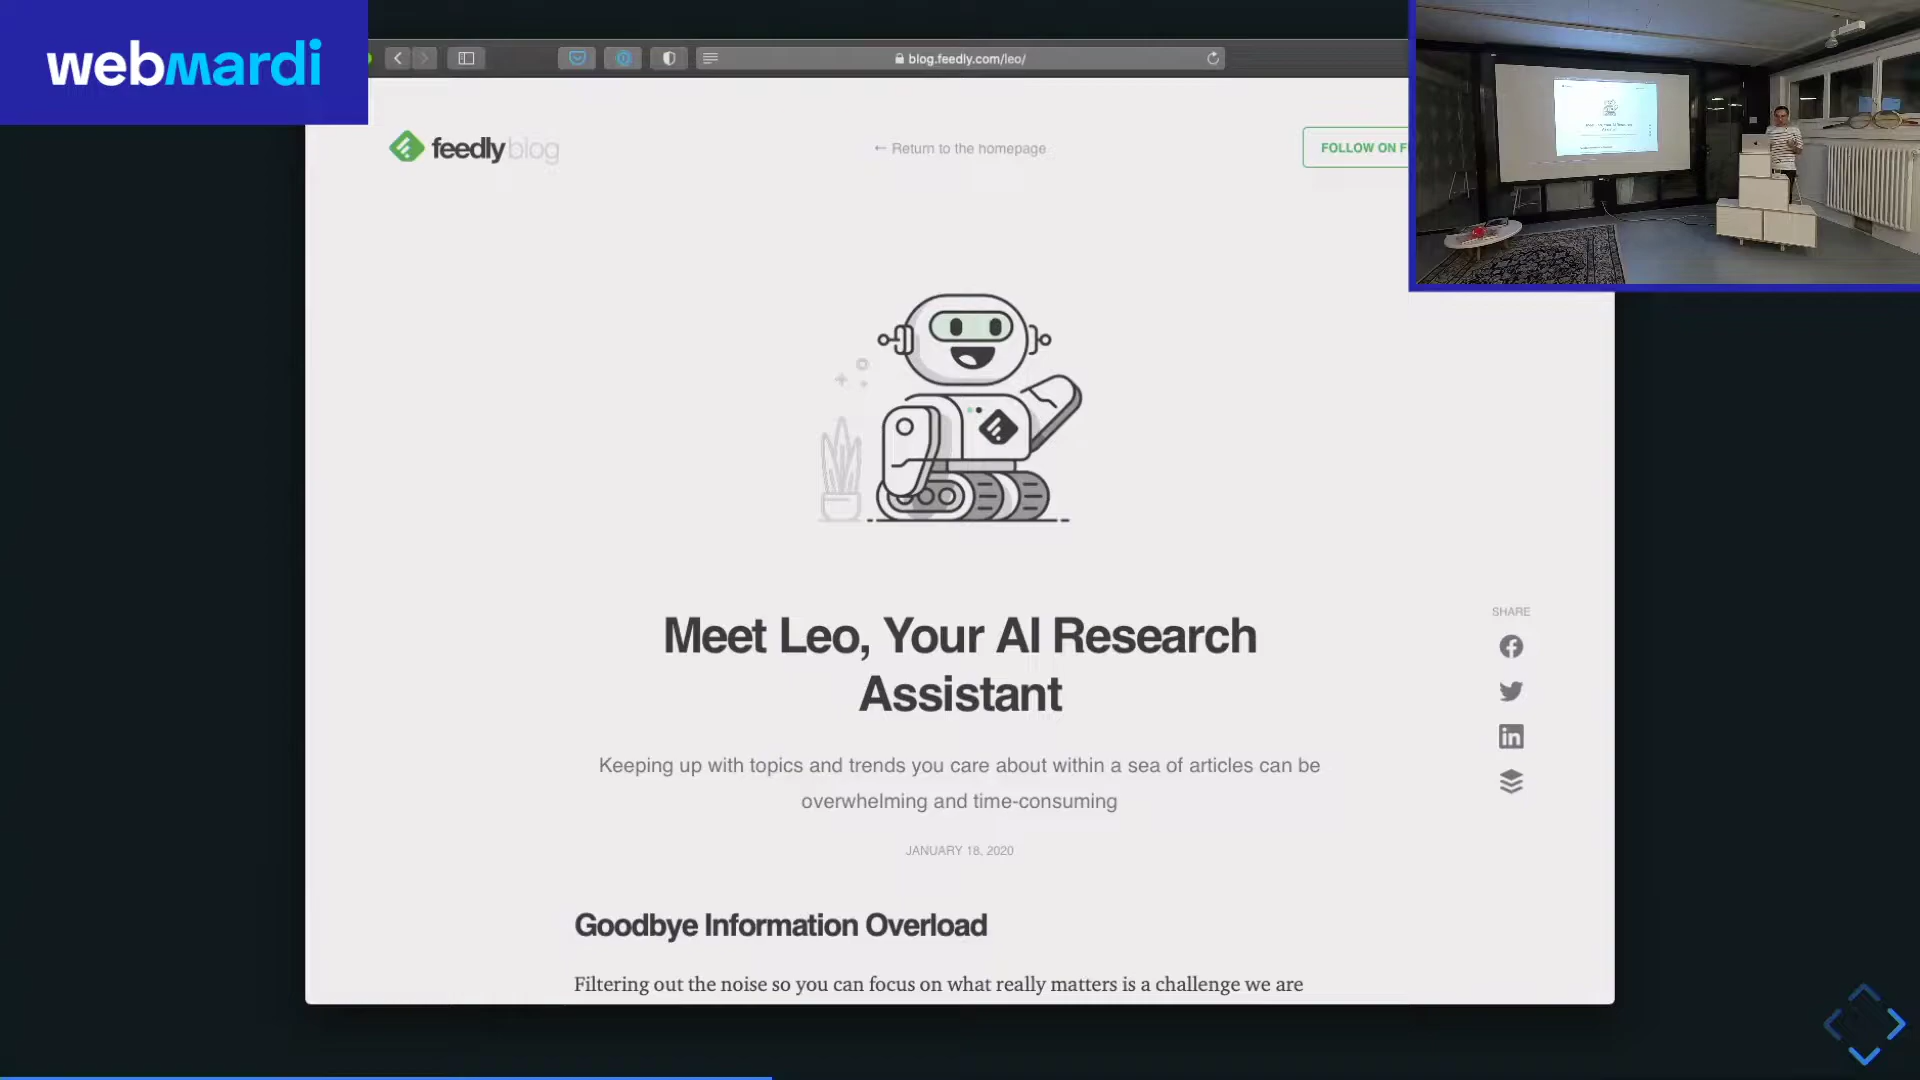 webmardi
blog.feedly.com/leo/
feedly blog
← Return to the homepage
FOLLOW ON F
Meet Leo, Your AI Research
Assistant
SHARE
Keeping up with topics and trends you care about within a sea of articles can be
overwhelming and time-consuming
JANUARY 18, 2020
Goodbye Information Overload
Filtering out the noise so you can focus on what really matters is a challenge we are